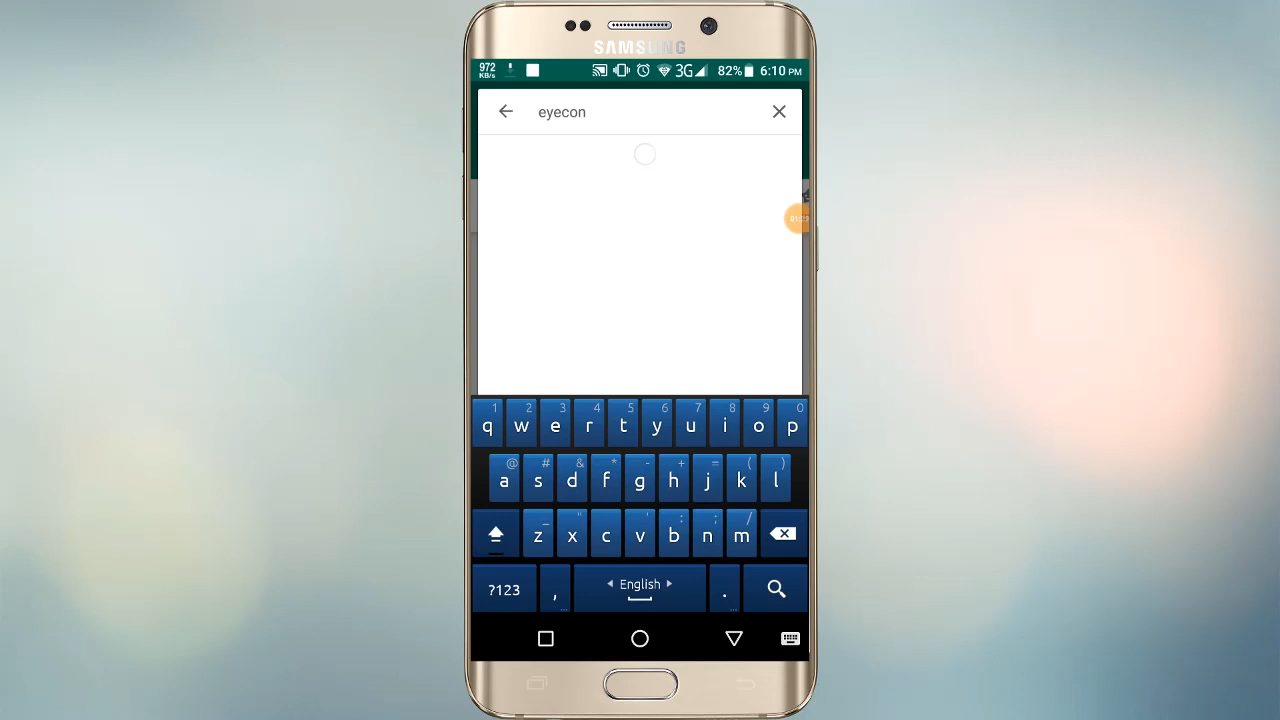 SAMSUNG
972 KB/s 3G 82% 6:10 PM
eyecon
1 2 3 4 5 6 7 8 9 0
q w e r t y u i o p
@ # & * - + = ( )
a s d f g h j k l
_ " ' : ; /
z x c v b n m
?123 , English .